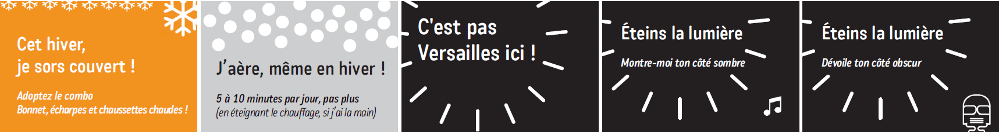 Cet hiver,
je sors couvert !
Adoptez le combo
Bonnet, écharpes et chaussettes chaudes !
J'aère, même en hiver !
5 à 10 minutes par jour, pas plus
(en éteignant le chauffage, si j'ai la main)
C'est pas
Versailles ici !
Éteins la lumière
Montre-moi ton côté sombre
Éteins la lumière
Dévoile ton côté obscur